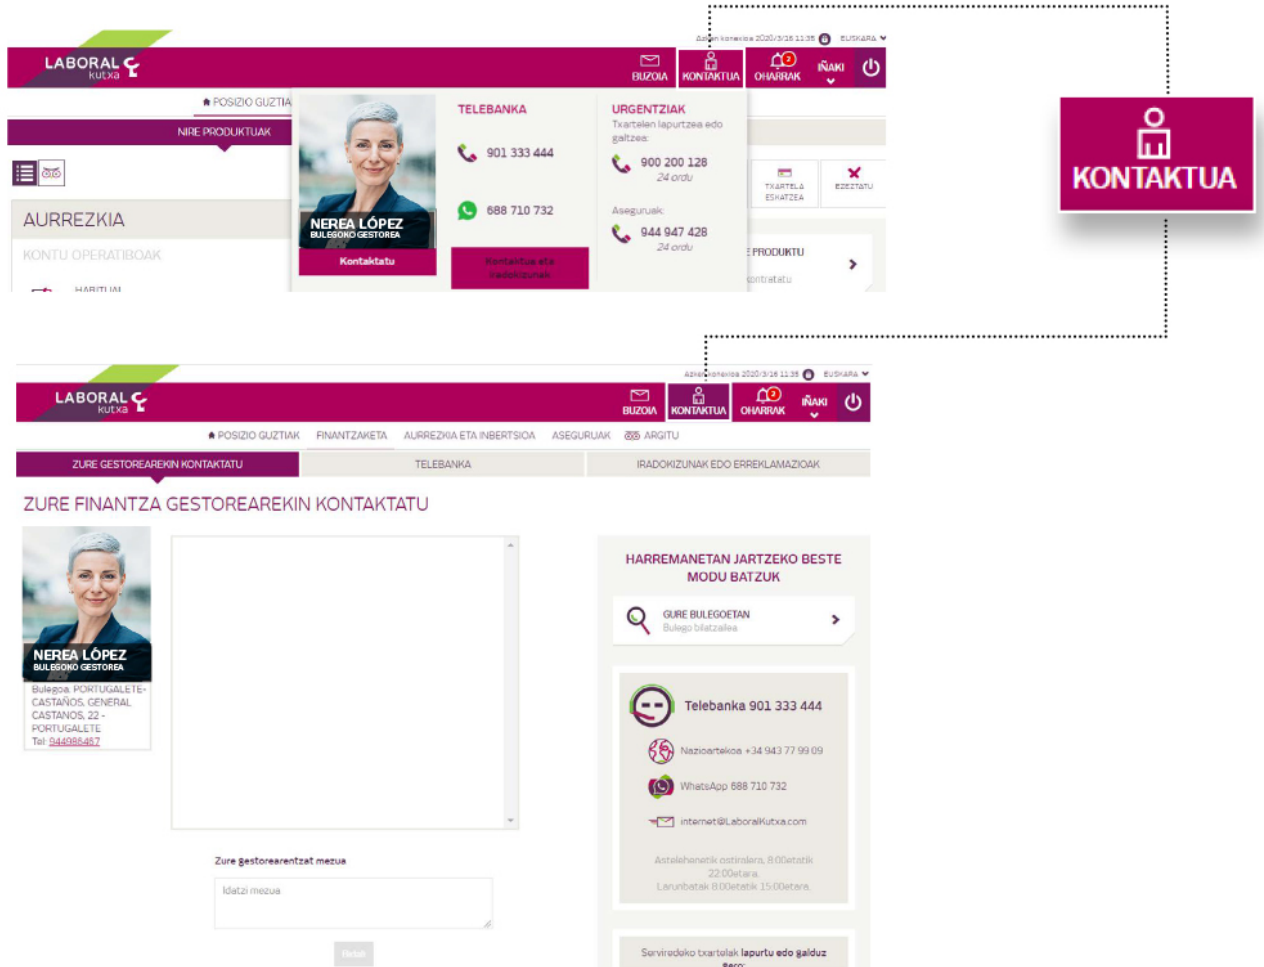 Azken konexioa 2020/3/16 11:35 EUSKARA
LABORAL
kutxa
BUZOIA
KONTAKTUA
OHARRAK
2
IÑAKI
POSIZIO GUZTIA
NIRE PRODUKTUAK
AURREZKIA
KONTU OPERATIBOAK
HABITUAL
NEREA LÓPEZ
BULEGOKO GESTOREA
Kontaktatu
TELEBANKA
901 333 444
688 710 732
Kontaktua eta
iradokizunak
URGENTZIAK
Txartelen lapurtzea edo
galtzea:
900 200 128
24 ordu
Aseguruak:
944 947 428
24 ordu
TXARTELA
ESKATZEA
EZEZTATU
E PRODUKTU
kontratatu
KONTAKTUA
Azken konexioa 2020/3/16 11:35 EUSKARA
LABORAL
kutxa
BUZOIA
KONTAKTUA
OHARRAK
2
IÑAKI
POSIZIO GUZTIAK FINANTZAKETA AURREZKIA ETA INBERTSIOA ASEGURUAK ARGITU
ZURE GESTOREAREKIN KONTAKTATU TELEBANKA IRADOKIZUNAK EDO ERREKLAMAZIOAK
ZURE FINANTZA GESTOREAREKIN KONTAKTATU
NEREA LÓPEZ
BULEGOKO GESTOREA
Bulegoa, PORTUGALETE-
CASTAÑOS, GENERAL
CASTANOS, 22 -
PORTUGALETE
Tel: 944985467
Zure gestorearentzat mezua
Idatzi mezua
Bidali
HARREMANETAN JARTZEKO BESTE
MODU BATZUK
GURE BULEGOETAN
Bulego bilatzailea
Telebanka 901 333 444
Nazioartekoa +34 943 77 99 09
WhatsApp 688 710 732
internet@LaboralKutxa.com
Astelehenetik ostiralera, 8:00etatik
22:00etara.
Larunbatak 8:00etatik 15:00etara.
Serviredeko txartelak lapurtu edo galduz
gero: